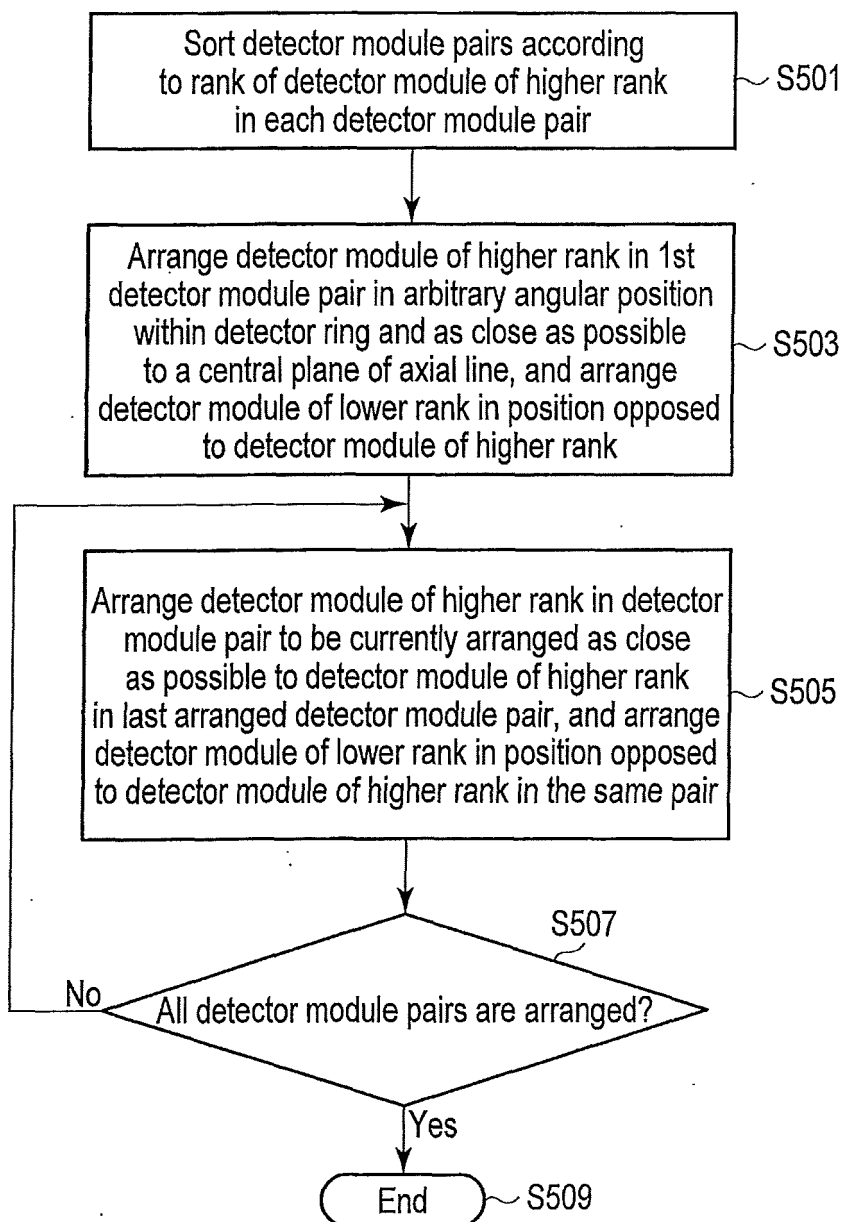 Sort detector module pairs according
to rank of detector module of higher rank
in each detector module pair
S501
Arrange detector module of higher rank in 1st
detector module pair in arbitrary angular position
within detector ring and as close as possible
to a central plane of axial line, and arrange
detector module of lower rank in position opposed
to detector module of higher rank
S503
Arrange detector module of higher rank in detector
module pair to be currently arranged as close
as possible to detector module of higher rank
in last arranged detector module pair, and arrange
detector module of lower rank in position opposed
to detector module of higher rank in the same pair
S505
S507
No
All detector module pairs are arranged?
Yes
End
S509